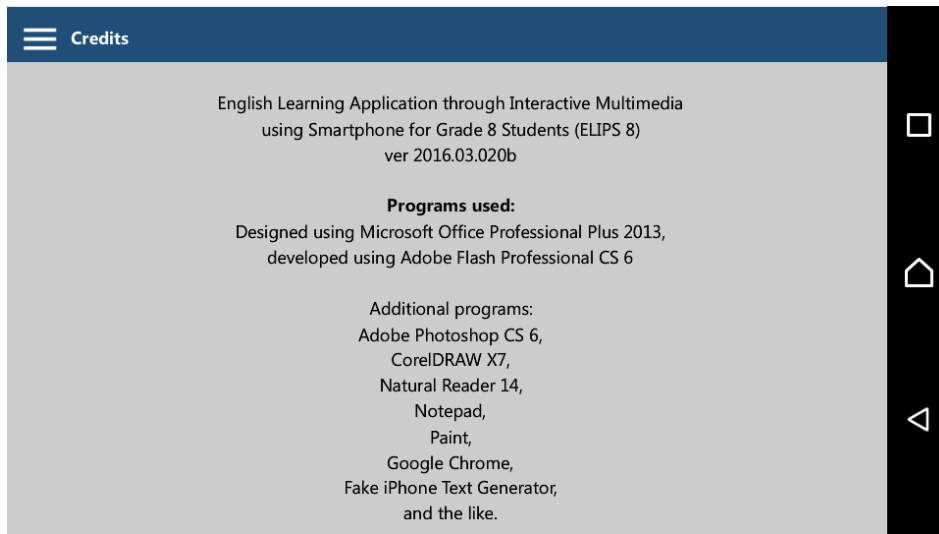 Credits
English Learning Application through Interactive Multimedia
using Smartphone for Grade 8 Students (ELIPS 8)
ver 2016.03.020b
Programs used:
Designed using Microsoft Office Professional Plus 2013,
developed using Adobe Flash Professional CS 6
Additional programs:
Adobe Photoshop CS 6,
CorelDRAW X7,
Natural Reader 14,
Notepad,
Paint,
Google Chrome,
Fake iPhone Text Generator,
and the like.